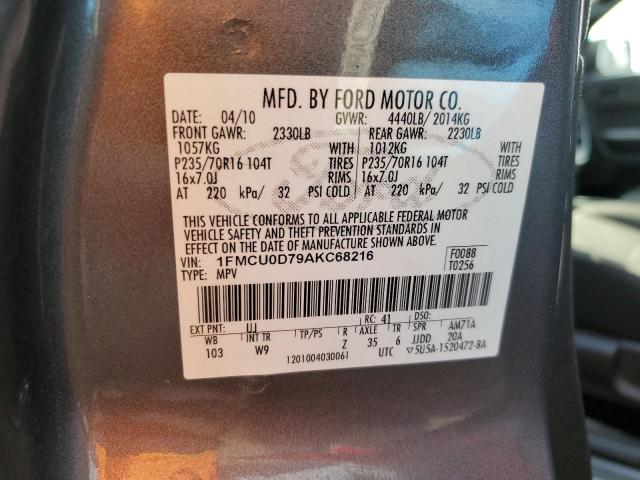 MFD. BY FORD MOTOR CO.
DATE: 04/10 GVWR: 4440LB/ 2014KG
FRONT GAWR: 2330LB REAR GAWR: 2230LB
1057KG WITH 1012KG WITH
P235/70R16 104T TIRES P235/70R16 104T TIRES
16x7.0J RIMS 16x7.0J RIMS
AT 220 kPa/ 32 PSI COLD AT 220 kPa/ 32 PSI COLD
Ford
THIS VEHICLE CONFORMS TO ALL APPLICABLE FEDERAL MOTOR
VEHICLE SAFETY AND THEFT PREVENTION STANDARDS IN
EFFECT ON THE DATE OF MANUFACTURE SHOWN ABOVE.
VIN: 1FMCU0D79AKC68216 F0088
TYPE: MPV T0256
EXT PNT: UJ RC: 41 DSO:
WB INT TR TP/PS R AXLE TR SPR AM71A
103 W9 Z 35 6 JJDD 20A
1201004030061 UTC ▽5U5A-1520472-BA